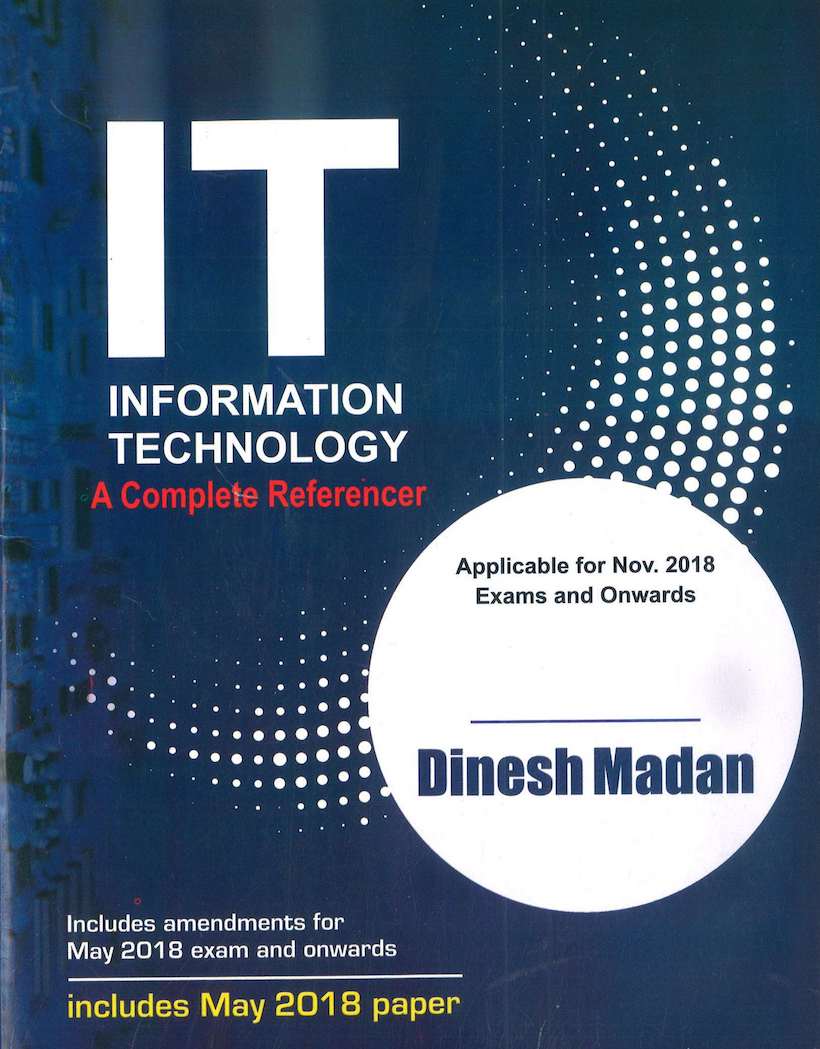 IT
INFORMATION
TECHNOLOGY
A Complete Referencer
Applicable for Nov. 2018
Exams and Onwards
Dinesh Madan
Includes amendments for
May 2018 exam and onwards
includes May 2018 paper